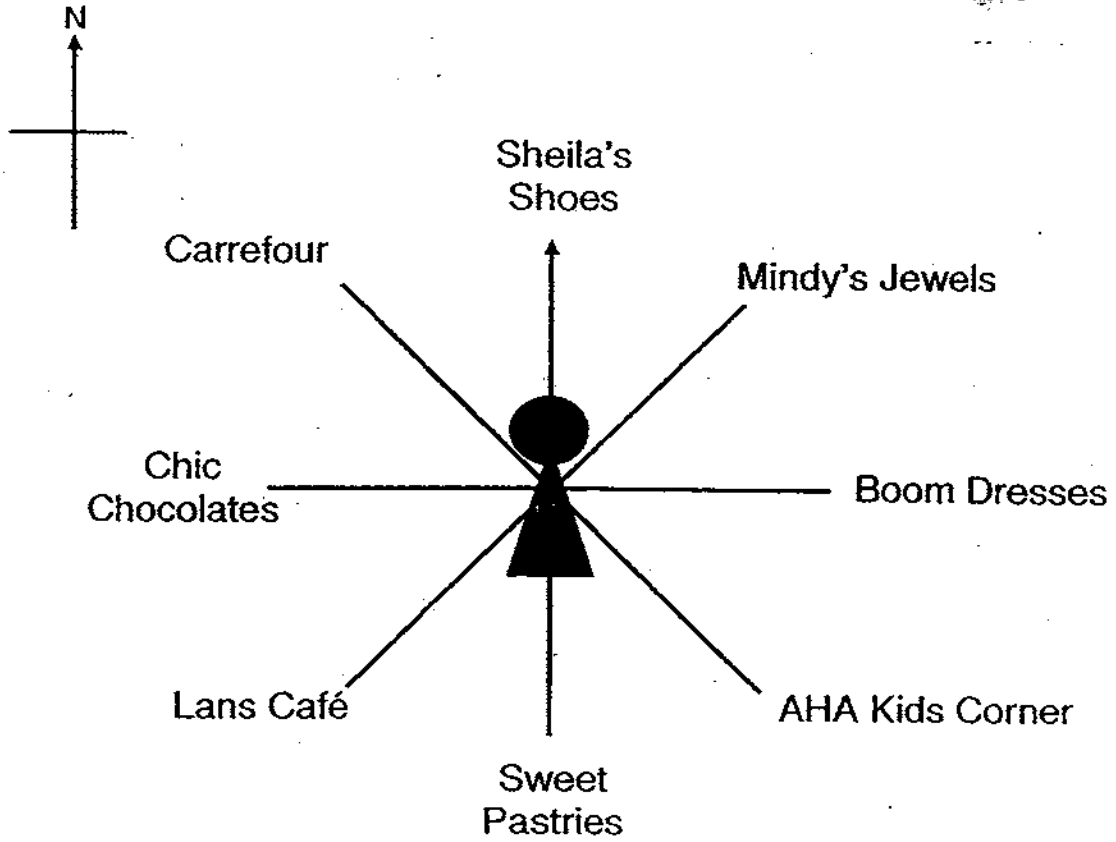 N
Sheila's
Shoes
Carrefour
Mindy's Jewels
Chic
Chocolates
Boom Dresses
Lans Café
AHA Kids Corner
Sweet
Pastries